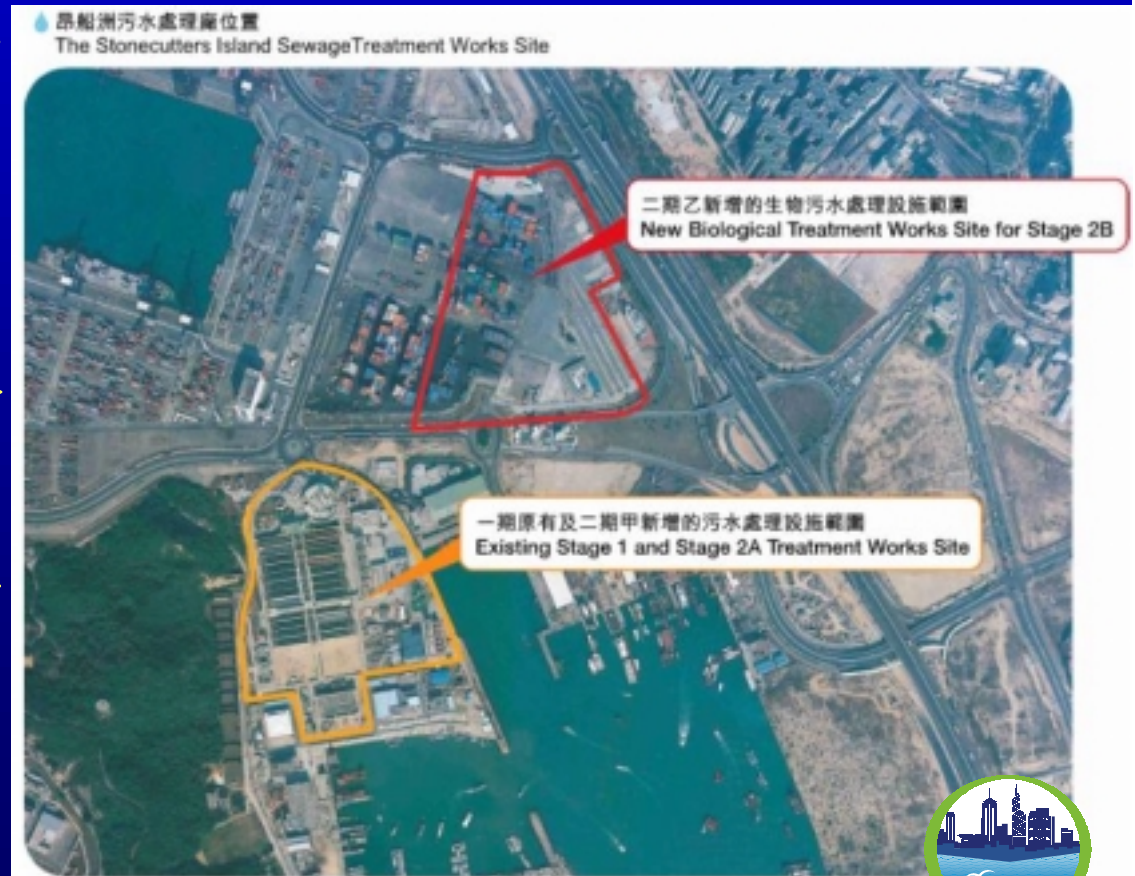 昂船洲污水處理廠位置
The Stonecutters Island SewageTreatment Works Site
二期乙新增的生物污水處理設施範圍
New Biological Treatment Works Site for Stage 2B
一期原有及二期甲新增的污水處理設施範圍
Existing Stage 1 and Stage 2A Treatment Works Site